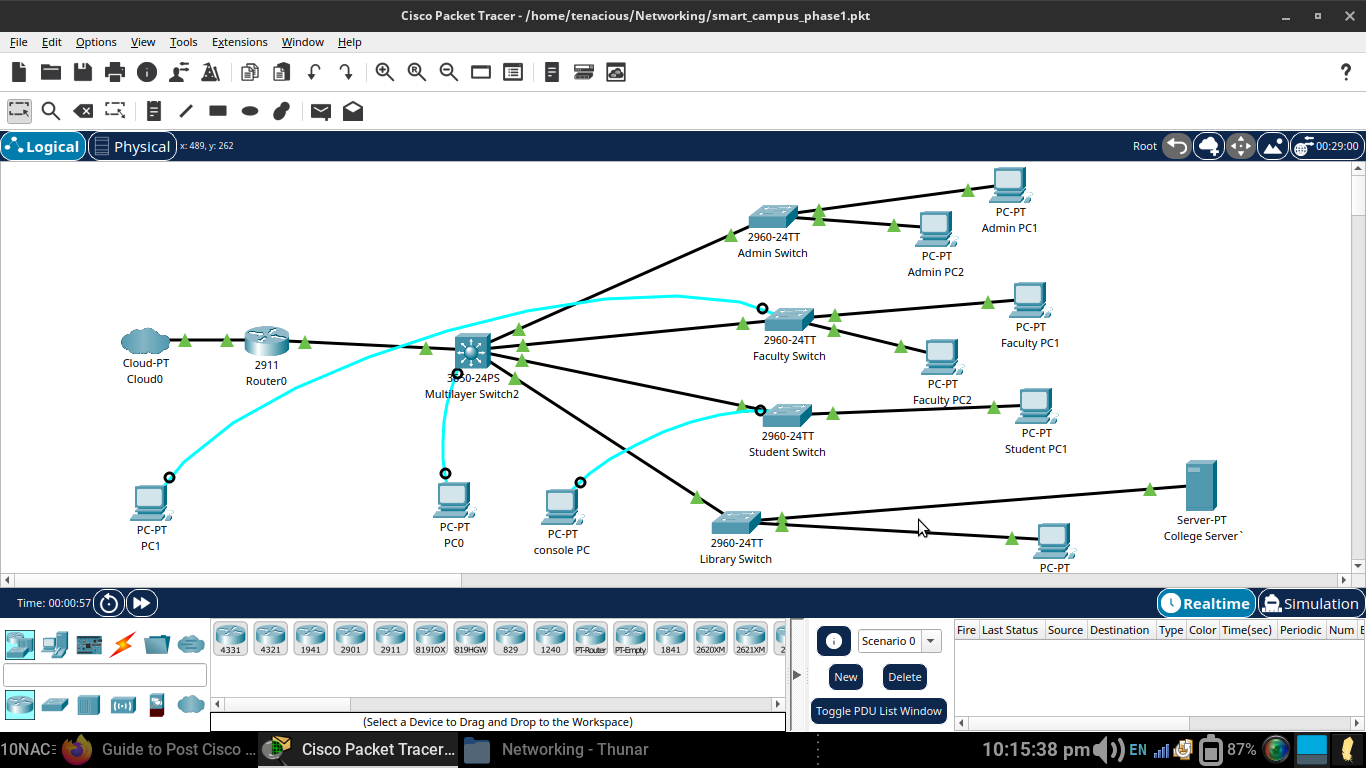 Cisco Packet Tracer - /home/tenacious/Networking/smart_campus_phase1.pkt
File Edit Options View Tools Extensions Window Help
?
Logical Physical x: 489, y: 262 Root 00:29:00
PC-PT
Admin PC1
2960-24TT
Admin Switch
PC-PT
Admin PC2
PC-PT
Faculty PC1
2960-24TT
Faculty Switch
Cloud-PT
Cloud0
2911
Router0
3650-24PS
Multilayer Switch2
PC-PT
Faculty PC2
2960-24TT
Student Switch
PC-PT
Student PC1
PC-PT
PC1
PC-PT
PC0
PC-PT
console PC
2960-24TT
Library Switch
Server-PT
College Server`
PC-PT
Time: 00:00:57 Realtime Simulation
4331 4321 1941 2901 2911 819IOX 819HGW 829 1240 PT-Router PT-Empty 1841 2620XM 2621XM
(Select a Device to Drag and Drop to the Workspace)
Scenario 0
New Delete
Toggle PDU List Window
Fire Last Status Source Destination Type Color Time(sec) Periodic Num E
10NAC Guide to Post Cisco ... Cisco Packet Tracer... Networking - Thunar 10:15:38 pm EN 87%